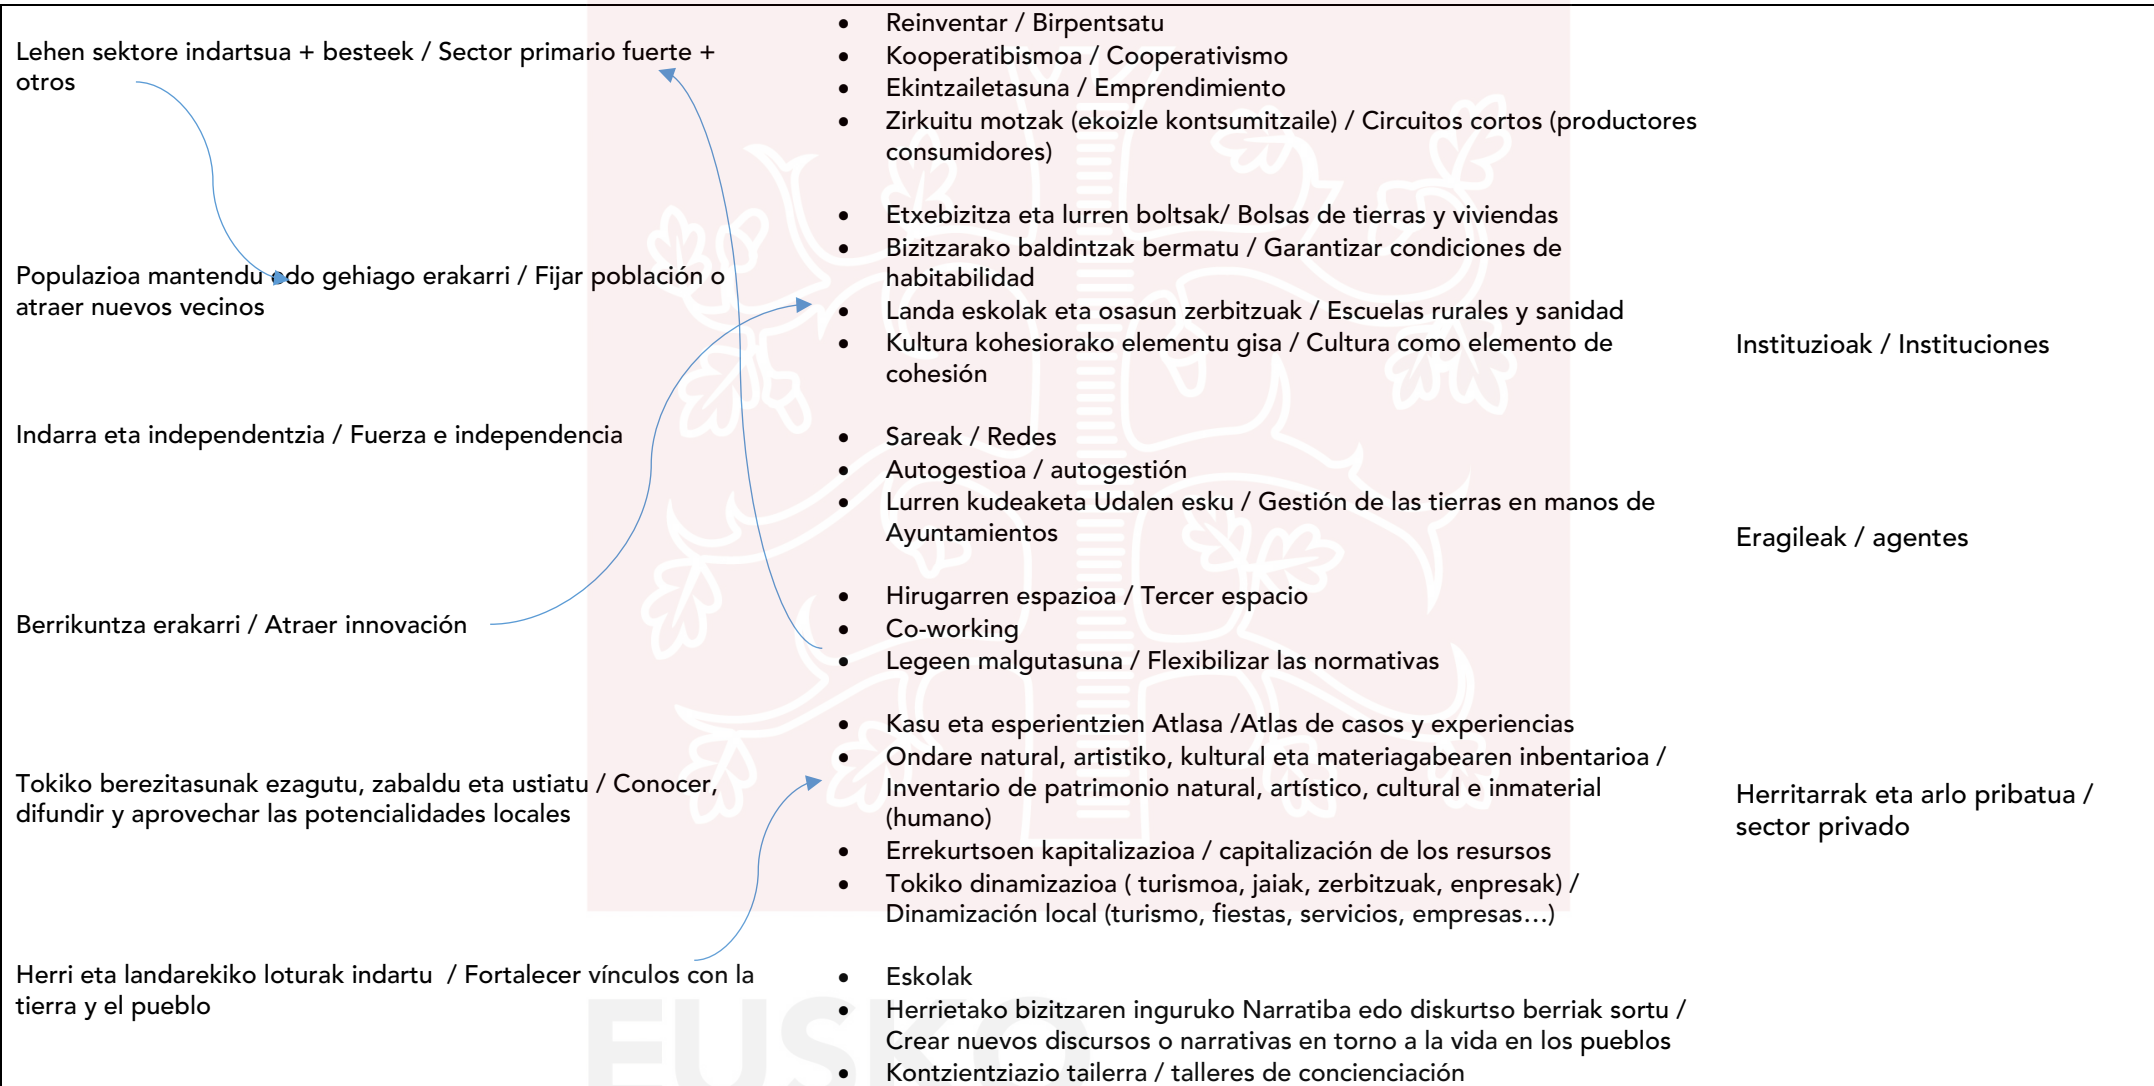 Lehen sektore indartsua + besteek / Sector primario fuerte +
otros
Populazioa mantendu edo gehiago erakarri / Fijar población o
atraer nuevos vecinos
Indarra eta independentzia / Fuerza e independencia
Berrikuntza erakarri / Atraer innovación
Tokiko berezitasunak ezagutu, zabaldu eta ustiatu / Conocer,
difundir y aprovechar las potencialidades locales
Herri eta landarekiko loturak indartu / Fortalecer vínculos con la
tierra y el pueblo
• Reinventar / Birpentsatu
• Kooperatibismoa / Cooperativismo
• Ekintzailetasuna / Emprendimiento
• Zirkuitu motzak (ekoizle kontsumitzaile) / Circuitos cortos (productores
consumidores)
• Etxebizitza eta lurren boltsak/ Bolsas de tierras y viviendas
• Bizitzarako baldintzak bermatu / Garantizar condiciones de
habitabilidad
• Landa eskolak eta osasun zerbitzuak / Escuelas rurales y sanidad
• Kultura kohesiorako elementu gisa / Cultura como elemento de
cohesión
• Sareak / Redes
• Autogestioa / autogestión
• Lurren kudeaketa Udalen esku / Gestión de las tierras en manos de
Ayuntamientos
• Hirugarren espazioa / Tercer espacio
• Co-working
• Legeen malgutasuna / Flexibilizar las normativas
• Kasu eta esperientzien Atlasa /Atlas de casos y experiencias
• Ondare natural, artistiko, kultural eta materiagabearen inbentarioa /
Inventario de patrimonio natural, artístico, cultural e inmaterial
(humano)
• Errekurtsoen kapitalizazioa / capitalización de los resursos
• Tokiko dinamizazioa ( turismoa, jaiak, zerbitzuak, enpresak) /
Dinamización local (turismo, fiestas, servicios, empresas…)
• Eskolak
• Herrietako bizitzaren inguruko Narratiba edo diskurtso berriak sortu /
Crear nuevos discursos o narrativas en torno a la vida en los pueblos
• Kontzientziazio tailerra / talleres de concienciación
Instituzioak / Instituciones
Eragileak / agentes
Herritarrak eta arlo pribatua /
sector privado
EUSKO